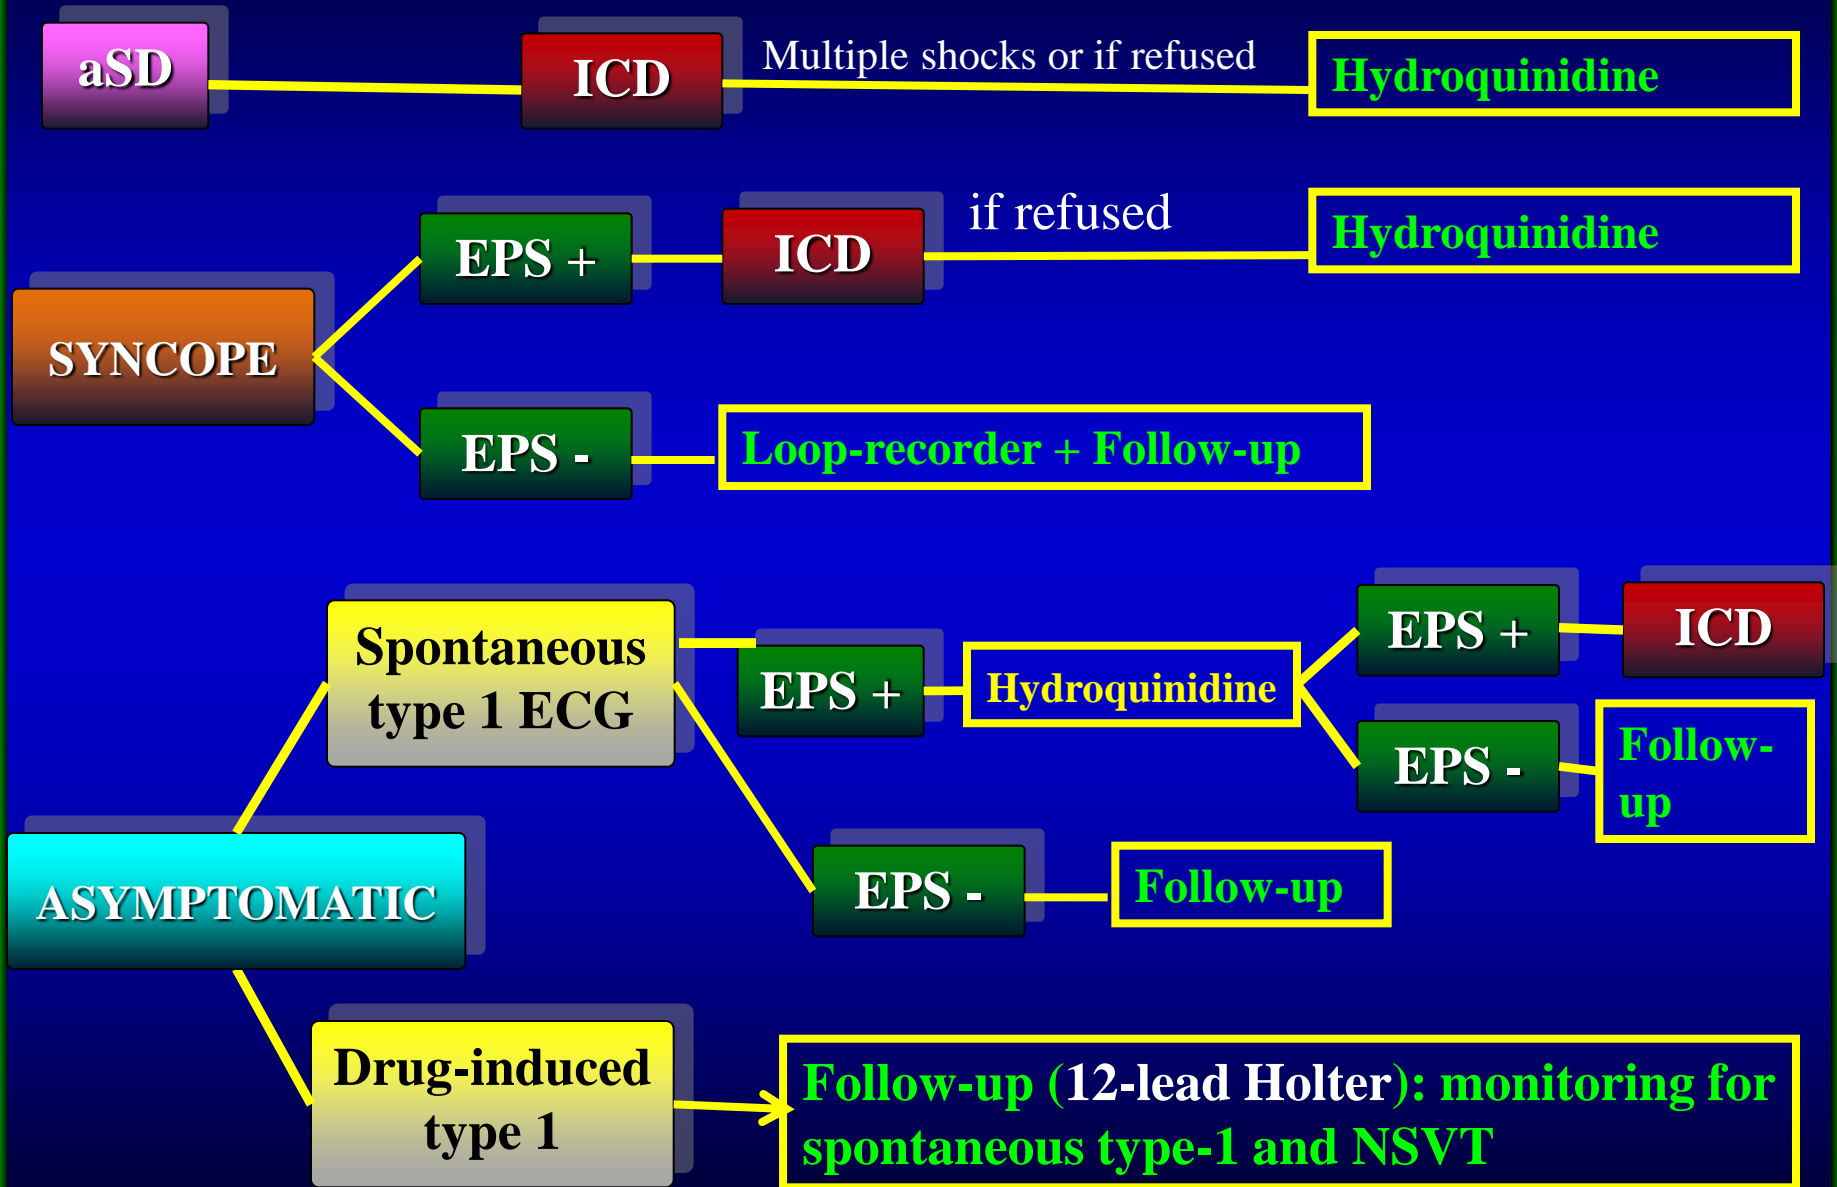 aSD
ICD
Multiple shocks or if refused
Hydroquinidine
SYNCOPE
EPS +
ICD
if refused
Hydroquinidine
EPS -
Loop-recorder + Follow-up
ASYMPTOMATIC
Spontaneous
type 1 ECG
EPS +
Hydroquinidine
EPS +
ICD
EPS -
Follow-
up
EPS -
Follow-up
Drug-induced
type 1
Follow-up (12-lead Holter): monitoring for
spontaneous type-1 and NSVT